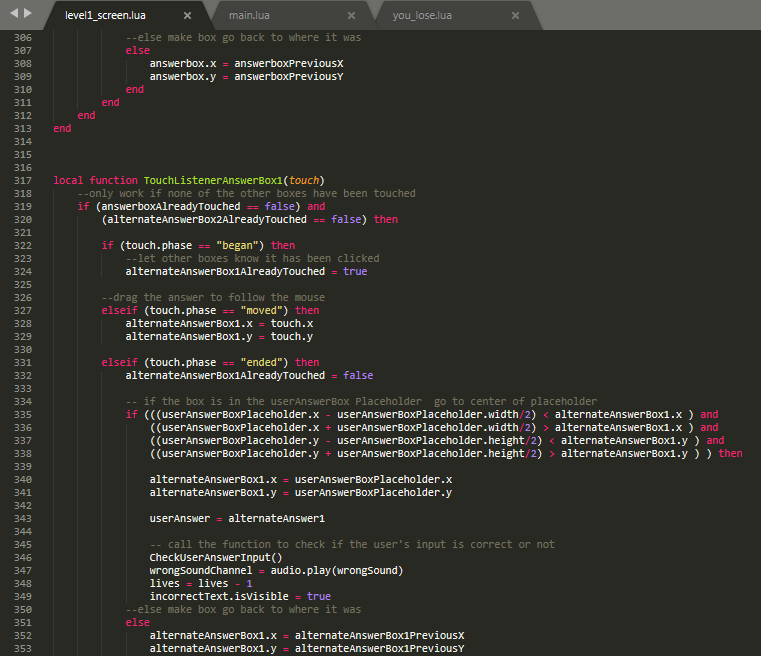 level1_screen.lua × main.lua × you_lose.lua ×
306 --else make box go back to where it was
307 else
308 answerbox.x = answerboxPreviousX
309 answerbox.y = answerboxPreviousY
310 end
311 end
312 end
313 end
314
315
316
317 local function TouchListenerAnswerBox1(touch)
318 --only work if none of the other boxes have been touched
319 if (answerboxAlreadyTouched == false) and
320 (alternateAnswerBox2AlreadyTouched == false) then
321
322 if (touch.phase == "began") then
323 --let other boxes know it has been clicked
324 alternateAnswerBox1AlreadyTouched = true
325
326 --drag the answer to follow the mouse
327 elseif (touch.phase == "moved") then
328 alternateAnswerBox1.x = touch.x
329 alternateAnswerBox1.y = touch.y
330
331 elseif (touch.phase == "ended") then
332 alternateAnswerBox1AlreadyTouched = false
333
334 -- if the box is in the userAnswerBox Placeholder  go to center of placeholder
335 if (((userAnswerBoxPlaceholder.x - userAnswerBoxPlaceholder.width/2) < alternateAnswerBox1.x ) and
336 ((userAnswerBoxPlaceholder.x + userAnswerBoxPlaceholder.width/2) > alternateAnswerBox1.x ) and
337 ((userAnswerBoxPlaceholder.y - userAnswerBoxPlaceholder.height/2) < alternateAnswerBox1.y ) and
338 ((userAnswerBoxPlaceholder.y + userAnswerBoxPlaceholder.height/2) > alternateAnswerBox1.y ) ) then
339
340 alternateAnswerBox1.x = userAnswerBoxPlaceholder.x
341 alternateAnswerBox1.y = userAnswerBoxPlaceholder.y
342
343 userAnswer = alternateAnswer1
344
345 -- call the function to check if the user's input is correct or not
346 CheckUserAnswerInput()
347 wrongSoundChannel = audio.play(wrongSound)
348 lives = lives - 1
349 incorrectText.isVisible = true
350 --else make box go back to where it was
351 else
352 alternateAnswerBox1.x = alternateAnswerBox1PreviousX
353 alternateAnswerBox1.y = alternateAnswerBox1PreviousY